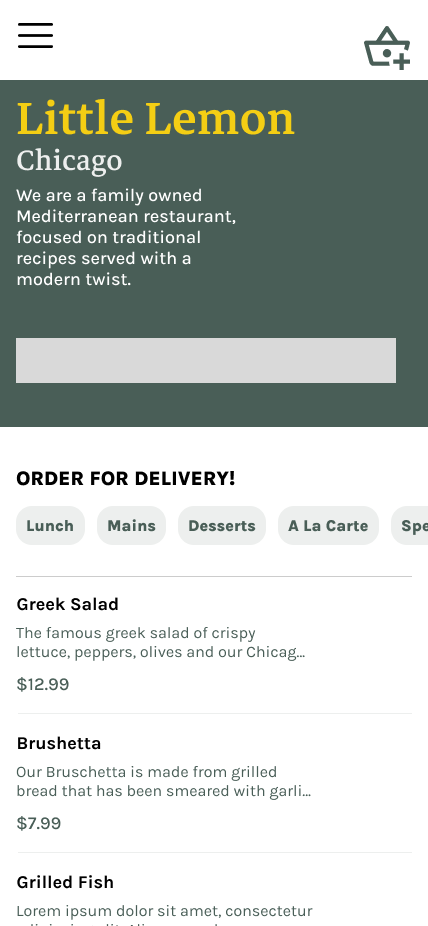 Little Lemon
Chicago
We are a family owned
Mediterranean restaurant,
focused on traditional
recipes served with a
modern twist.
ORDER FOR DELIVERY!
Lunch Mains Desserts A La Carte Spe
Greek Salad
The famous greek salad of crispy
lettuce, peppers, olives and our Chicag...
$12.99
Brushetta
Our Bruschetta is made from grilled
bread that has been smeared with garli...
$7.99
Grilled Fish
Lorem ipsum dolor sit amet, consectetur